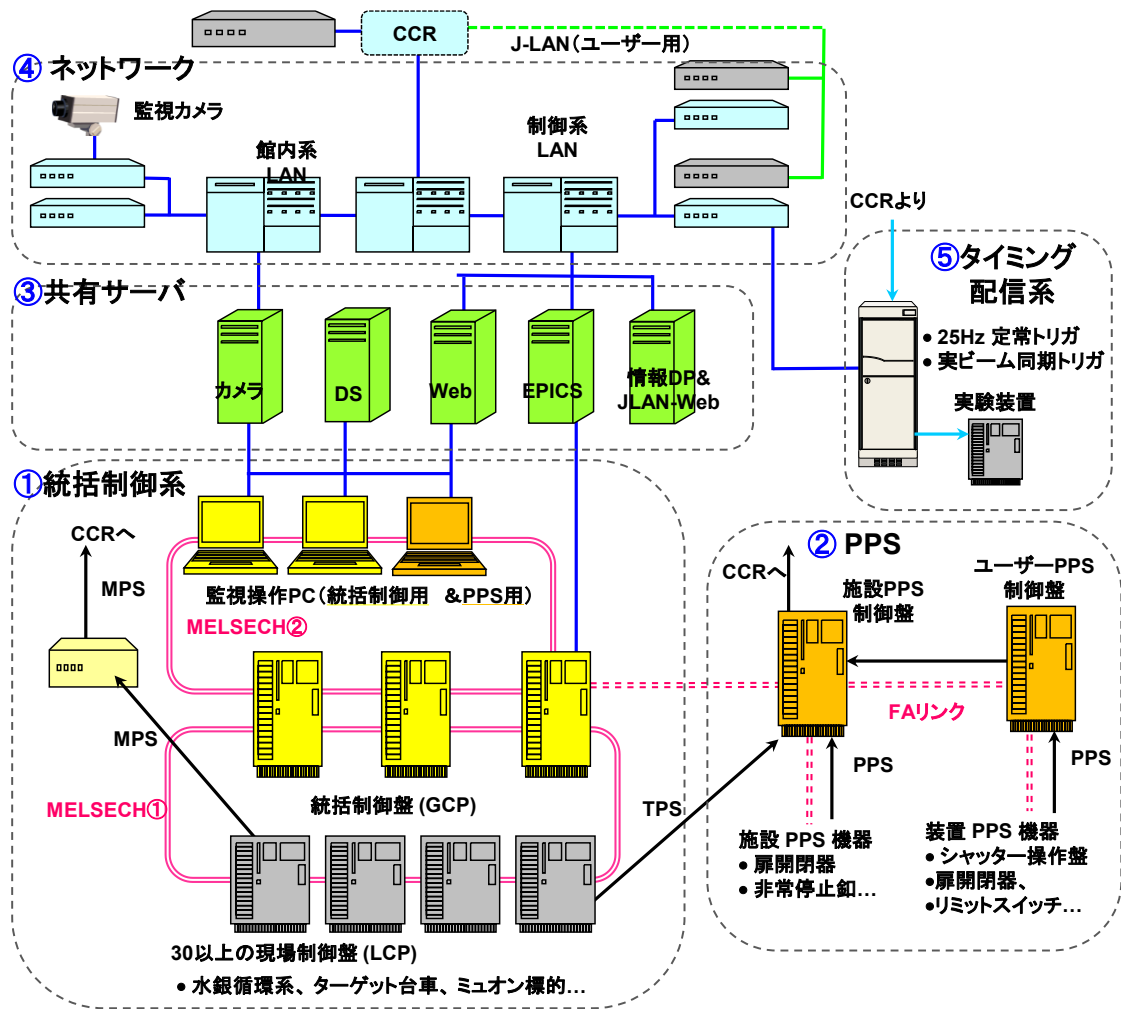 CCR
J-LAN（ユーザー用）
④ ネットワーク
監視カメラ
館内系
LAN
制御系
LAN
CCRより
⑤タイミング
配信系
• 25Hz 定常トリガ
• 実ビーム同期トリガ
実験装置
③共有サーバ
カメラ
DS
Web
EPICS
情報DP&
JLAN-Web
①統括制御系
CCRへ
MPS
監視操作PC（統括制御用　＆PPS用）
MELSECH②
MPS
MELSECH①
統括制御盤 (GCP)
TPS
30以上の現場制御盤 (LCP)
• 水銀循環系、ターゲット台車、ミュオン標的…
② PPS
CCRへ
施設PPS
制御盤
ユーザーPPS
制御盤
FAリンク
PPS
PPS
施設 PPS 機器
• 扉開閉器
• 非常停止釦…
装置 PPS 機器
• シャッター操作盤
•扉開閉器、
•リミットスイッチ…